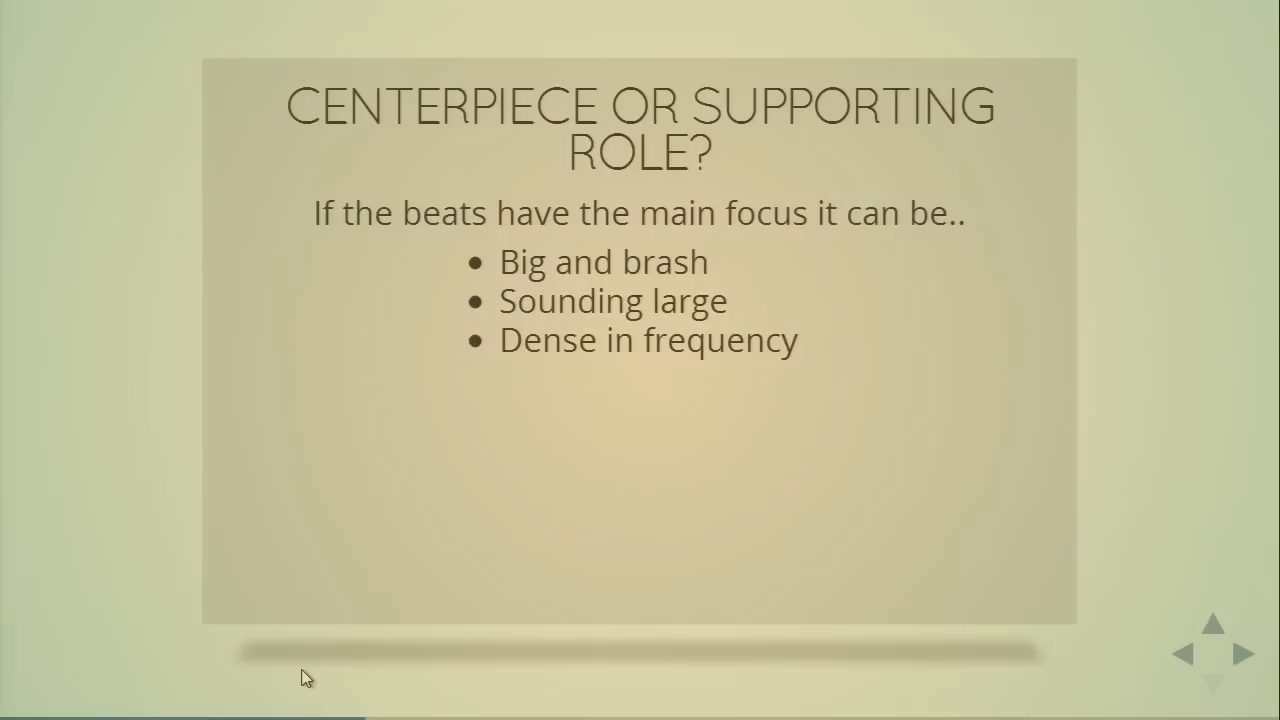 CENTERPIECE OR SUPPORTING
ROLE?
If the beats have the main focus it can be..
• Big and brash
• Sounding large
• Dense in frequency